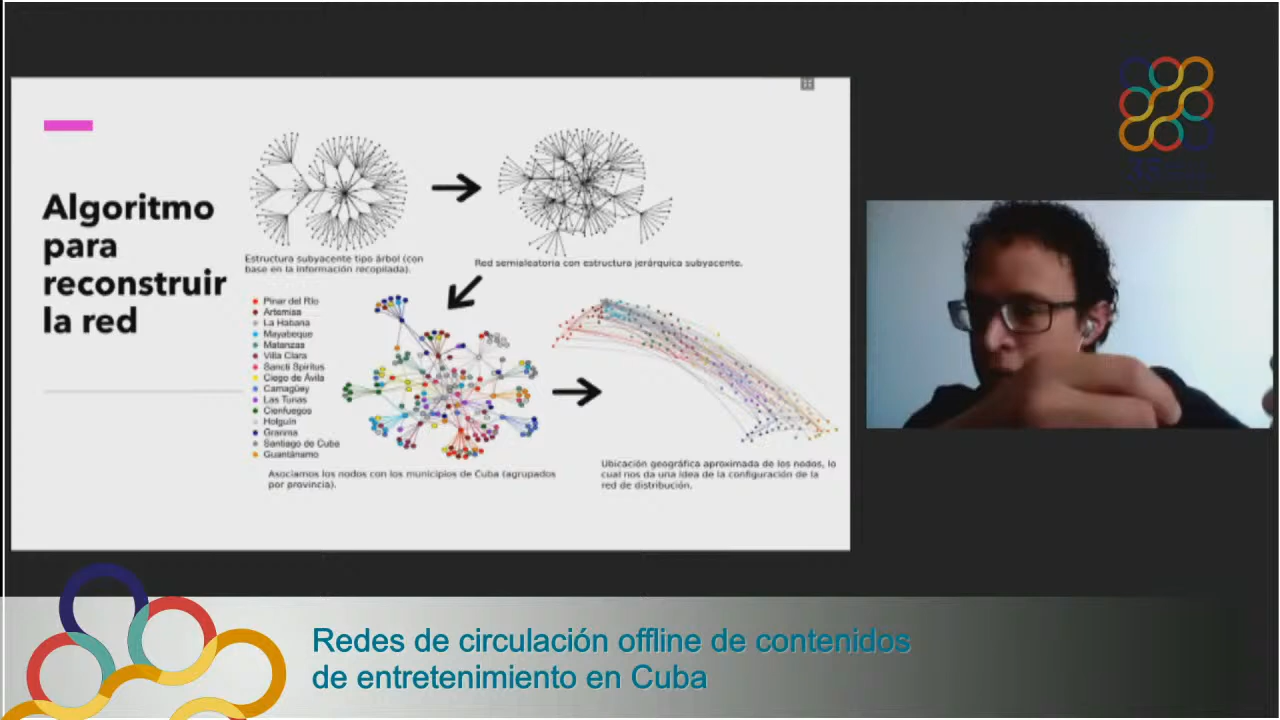 Algoritmo
para
reconstruir
la red
Estructura subyacente tipo árbol (con
base en la información recopilada).
Red semialeatoria con estructura jerárquica subyacente.
Pinar del Río
Artemisa
La Habana
Mayabeque
Matanzas
Villa Clara
Sancti Spíritus
Ciego de Ávila
Camagüey
Las Tunas
Cienfuegos
Holguín
Granma
Santiago de Cuba
Guantánamo
Asociamos los nodos con los municipios de Cuba (agrupados
por provincia).
Ubicación geográfica aproximada de los nodos, lo
cual nos da una idea de la configuración de la
red de distribución.
35
Redes de circulación offline de contenidos
de entretenimiento en Cuba